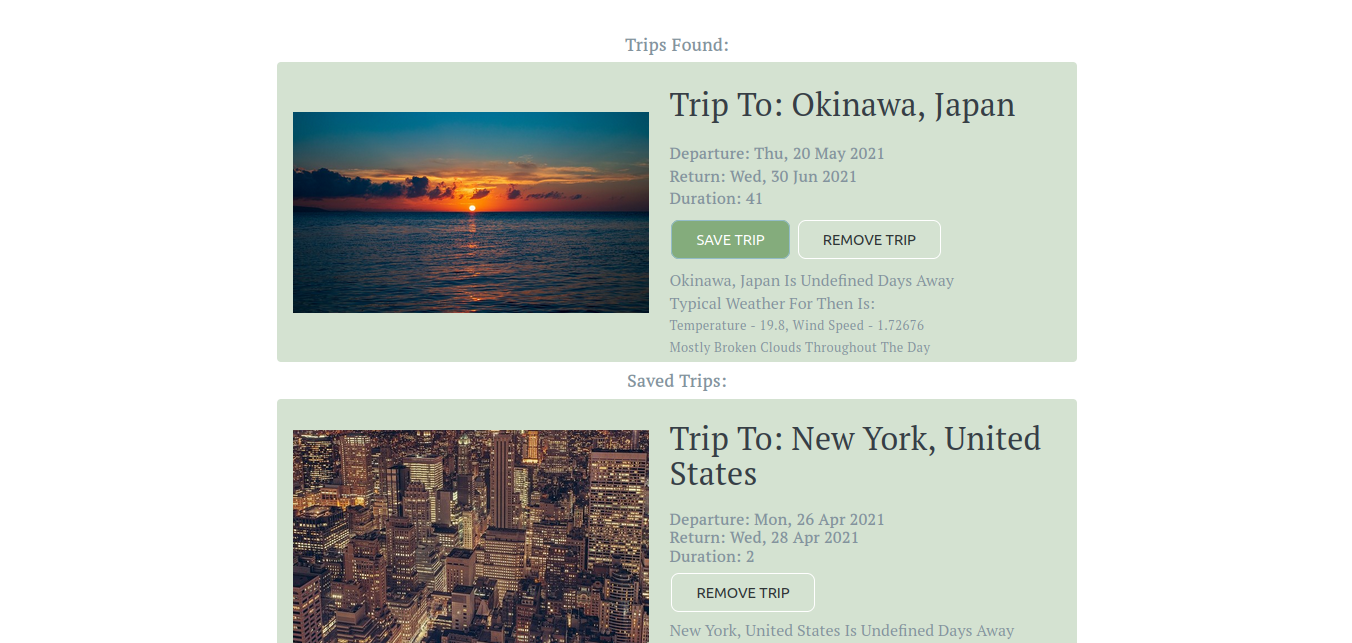 Trips Found:
Trip To: Okinawa, Japan
Departure: Thu, 20 May 2021
Return: Wed, 30 Jun 2021
Duration: 41
SAVE TRIP REMOVE TRIP
Okinawa, Japan Is Undefined Days Away
Typical Weather For Then Is:
Temperature - 19.8, Wind Speed - 1.72676
Mostly Broken Clouds Throughout The Day
Saved Trips:
Trip To: New York, United
States
Departure: Mon, 26 Apr 2021
Return: Wed, 28 Apr 2021
Duration: 2
REMOVE TRIP
New York, United States Is Undefined Days Away